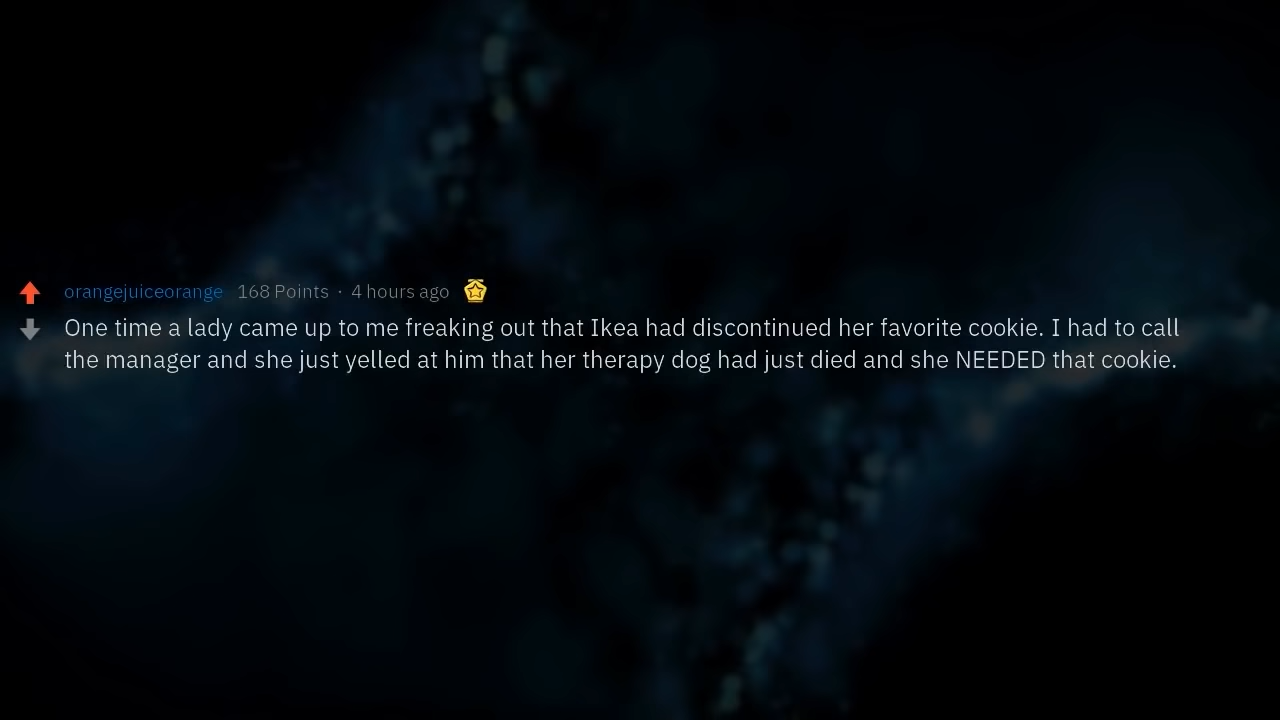 orangejuiceorange 168 Points · 4 hours ago
One time a lady came up to me freaking out that Ikea had discontinued her favorite cookie. I had to call
the manager and she just yelled at him that her therapy dog had just died and she NEEDED that cookie.